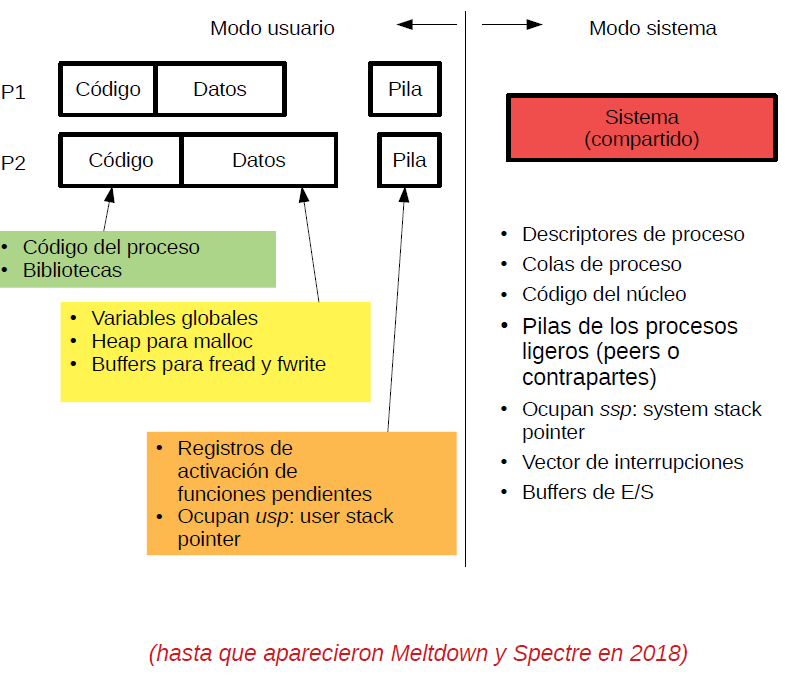 Modo usuario
Modo sistema
P1
Código
Datos
Pila
P2
Código
Datos
Pila
Sistema
(compartido)
• Código del proceso
• Bibliotecas
• Variables globales
• Heap para malloc
• Buffers para fread y fwrite
• Registros de
activación de
funciones pendientes
• Ocupan usp: user stack
pointer
• Descriptores de proceso
• Colas de proceso
• Código del núcleo
• Pilas de los procesos
ligeros (peers o
contrapartes)
• Ocupan ssp: system stack
pointer
• Vector de interrupciones
• Buffers de E/S
(hasta que aparecieron Meltdown y Spectre en 2018)